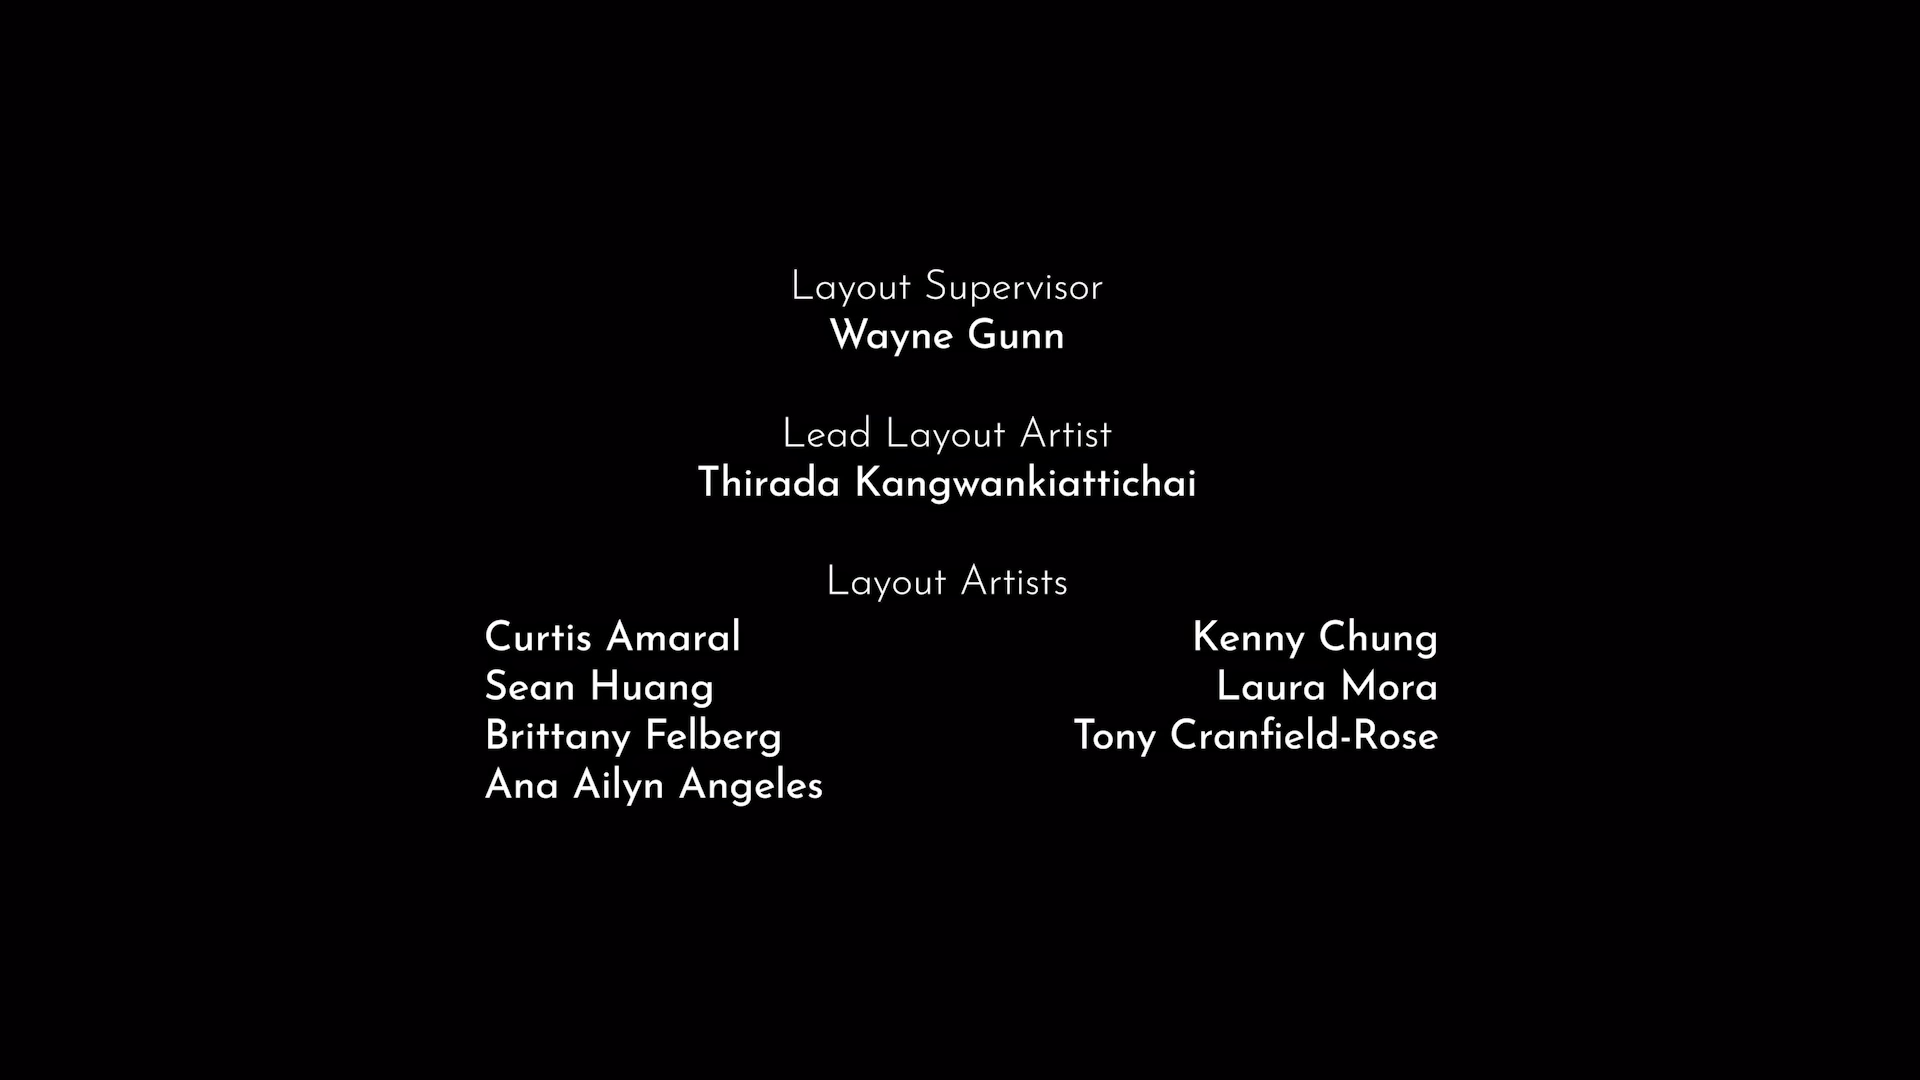 Layout Supervisor
Wayne Gunn
Lead Layout Artist
Thirada Kangwankiattichai
Layout Artists
Curtis Amaral
Kenny Chung
Sean Huang
Laura Mora
Brittany Felberg
Tony Cranfield-Rose
Ana Ailyn Angeles